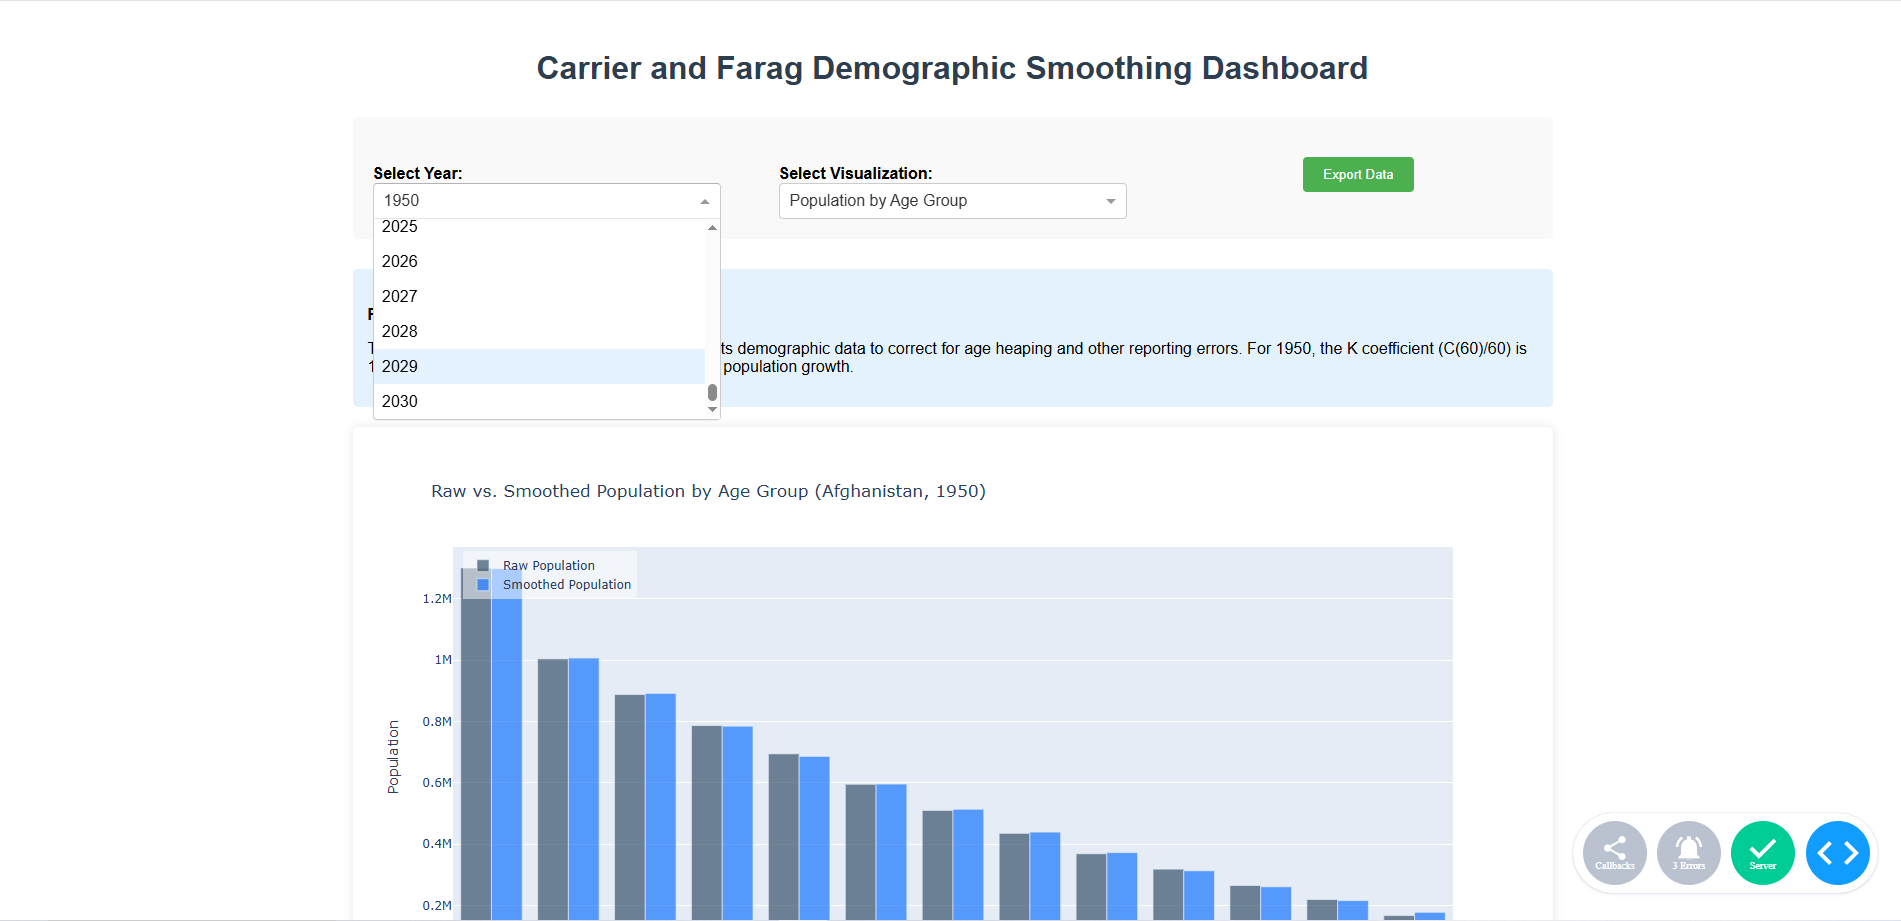 Carrier and Farag Demographic Smoothing Dashboard
Select Year:
Select Visualization:
Export Data
1950
Population by Age Group
2025
2026
2027
2028
2029
2030
ts demographic data to correct for age heaping and other reporting errors. For 1950, the K coefficient (C(60)/60) is
population growth.
Raw vs. Smoothed Population by Age Group (Afghanistan, 1950)
Raw Population
Smoothed Population
1.2M
1M
0.8M
0.6M
0.4M
0.2M
Population
Callbacks
3 Errors
Server